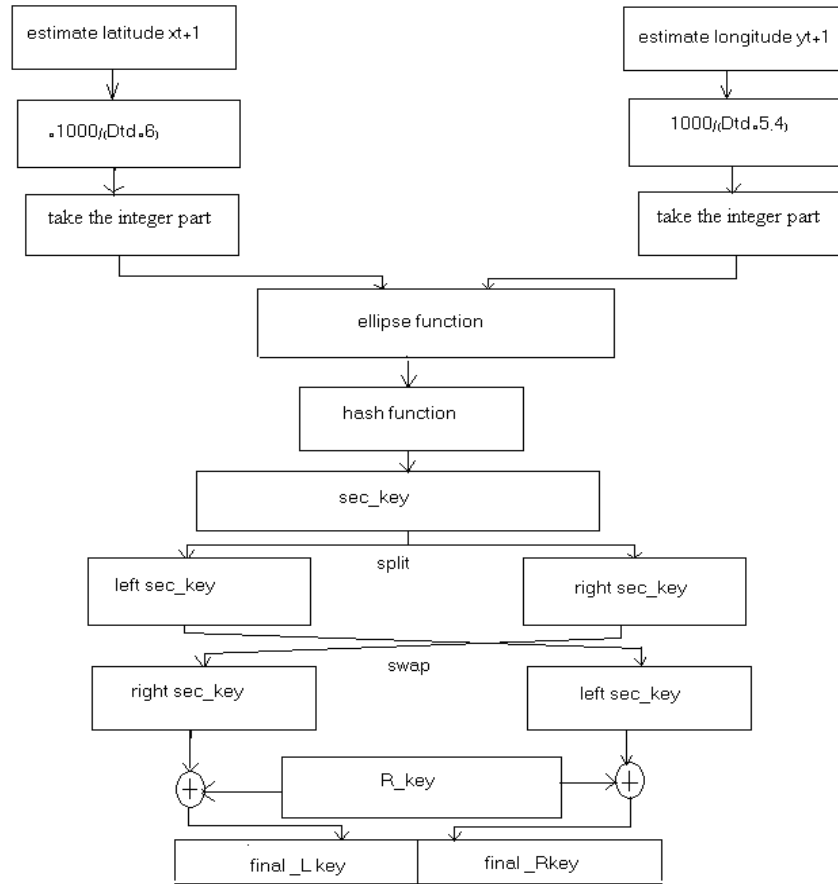 estimate latitude xt+1
estimate longitude yt+1
*1000/(Dtd*6)
1000/(Dtd*5.4)
take the integer part
take the integer part
ellipse function
hash function
sec_key
split
left sec_key
right sec_key
swap
right sec_key
left sec_key
R_key
+
+
final _L key
final _Rkey